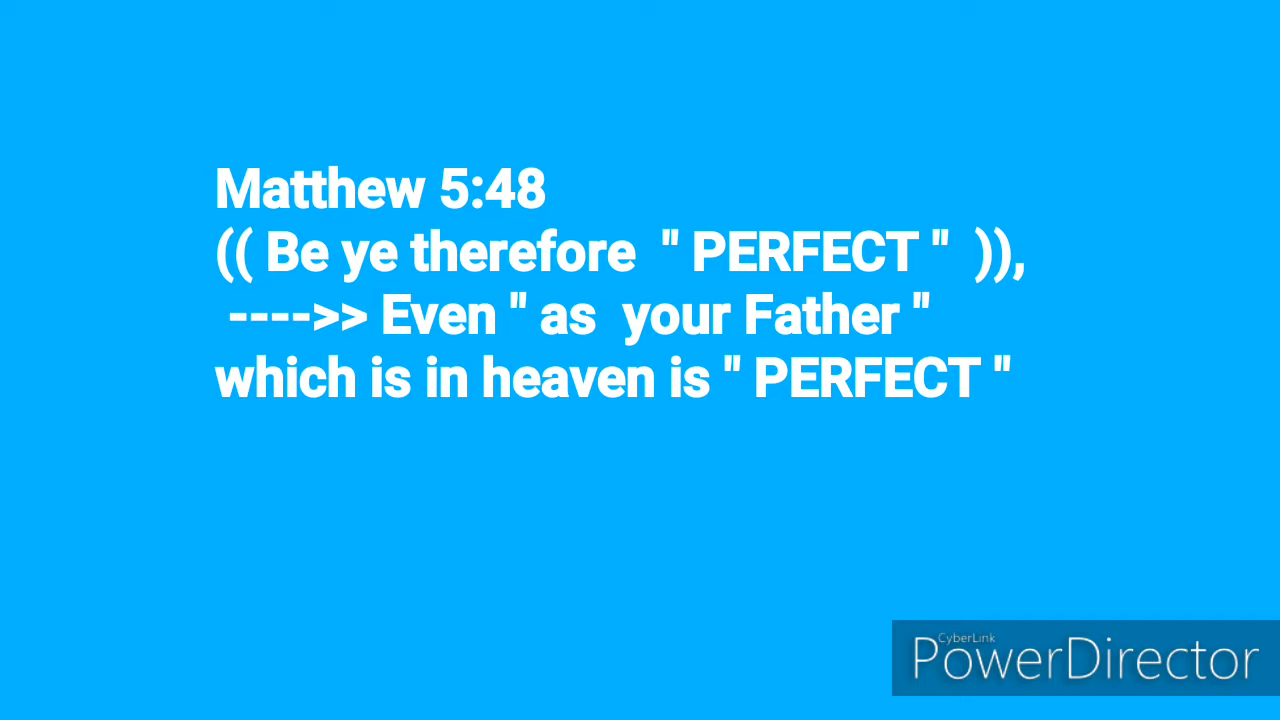 Matthew 5:48
(( Be ye therefore  " PERFECT "  )),
---->> Even " as  your Father "
which is in heaven is " PERFECT "
CyberLink
PowerDirector